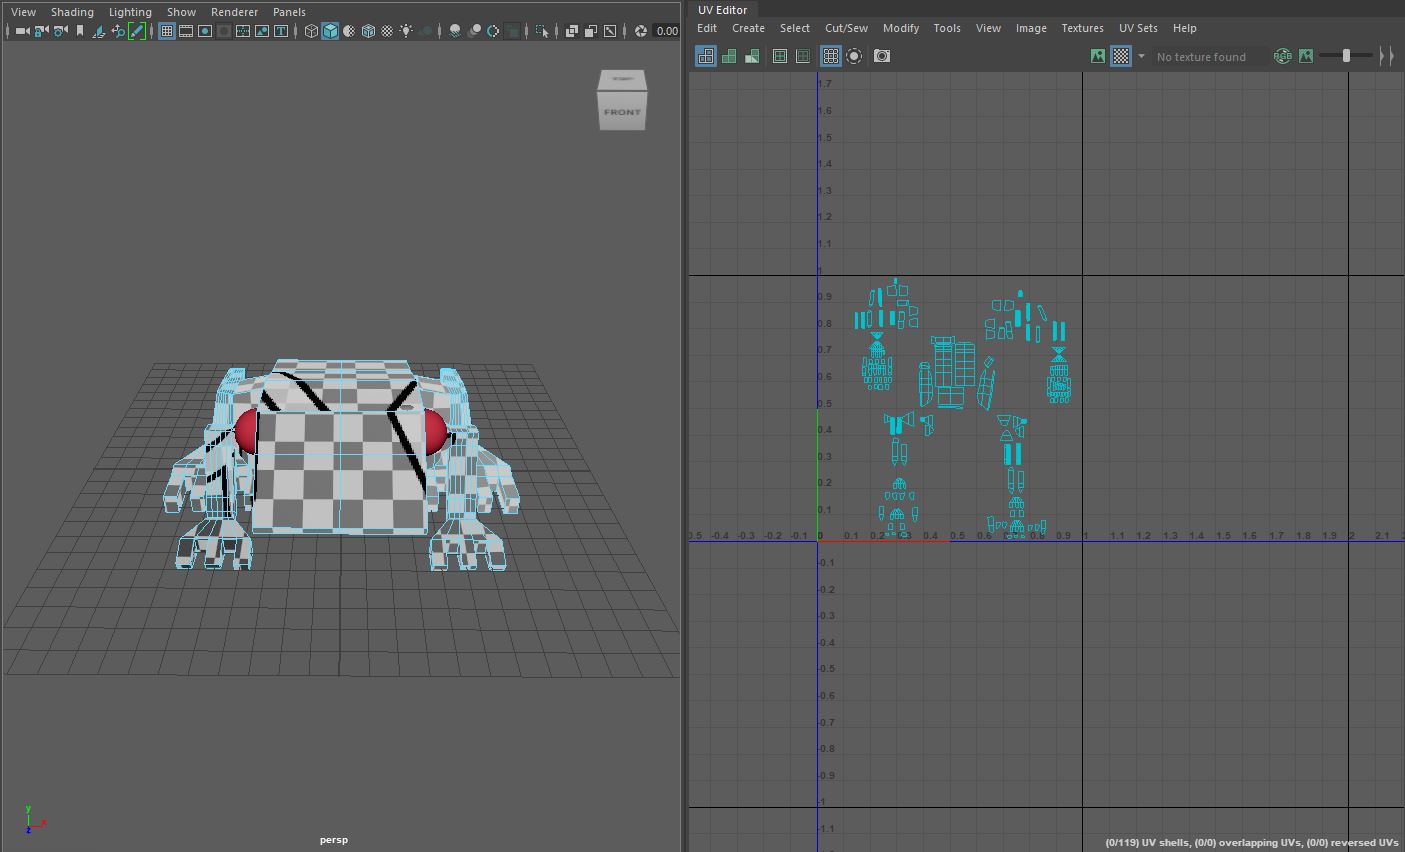 View Shading Lighting Show Renderer Panels
0.00
TOP
FRONT
y
x
z
persp
UV Editor
Edit Create Select Cut/Sew Modify Tools View Image Textures UV Sets Help
No texture found
RGB
1.7
1.6
1.5
1.4
1.3
1.2
1.1
1
0.9
0.8
0.7
0.6
0.5
0.4
0.3
0.2
0.1
0.5 -0.4 -0.3 -0.2 -0.1 0 0.1 0.2 0.3 0.4 0.5 0.6 0.7 0.8 0.9 1 1.1 1.2 1.3 1.4 1.5 1.6 1.7 1.8 1.9 2 2.1 2
-0.1
-0.2
-0.3
-0.4
-0.5
-0.6
-0.7
-0.8
-0.9
-1
-1.1
(0/119) UV shells, (0/0) overlapping UVs, (0/0) reversed UVs